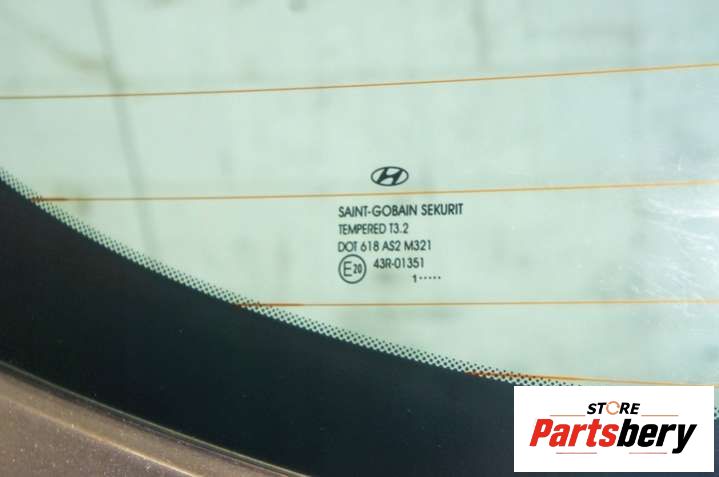 SAINT-GOBAIN SEKURIT
TEMPERED T3.2
DOT 618 AS2 M321
E20 43R-01351
1·····
STORE
Partsbery